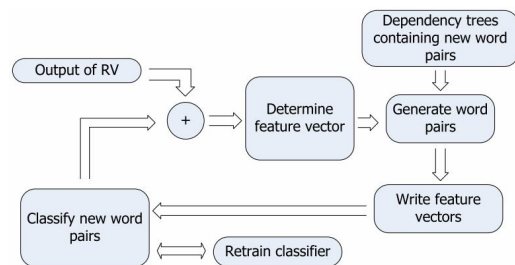 Dependency trees
containing new word
pairs
Output of RV
+
Determine
feature vector
Generate word
pairs
Classify new word
pairs
Write feature
vectors
Retrain classifier